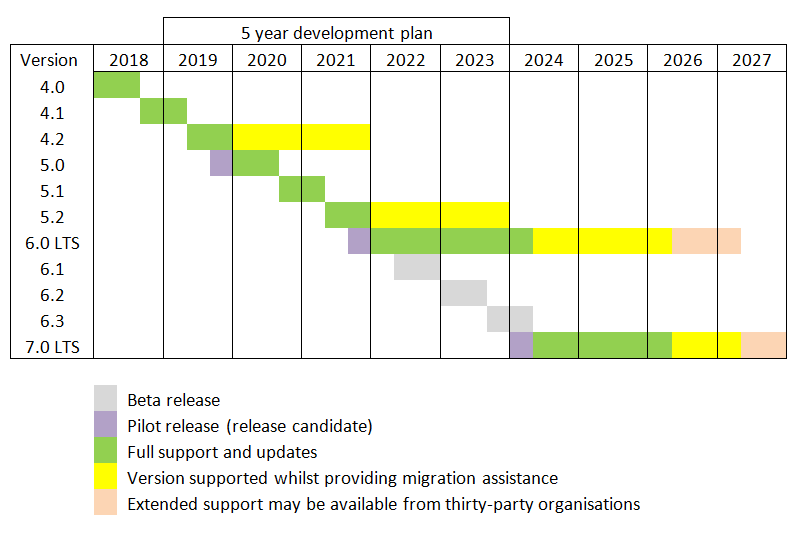 5 year development plan
Version 2018 2019 2020 2021 2022 2023 2024 2025 2026 2027
4.0
4.1
4.2
5.0
5.1
5.2
6.0 LTS
6.1
6.2
6.3
7.0 LTS
Beta release
Pilot release (release candidate)
Full support and updates
Version supported whilst providing migration assistance
Extended support may be available from thirty-party organisations